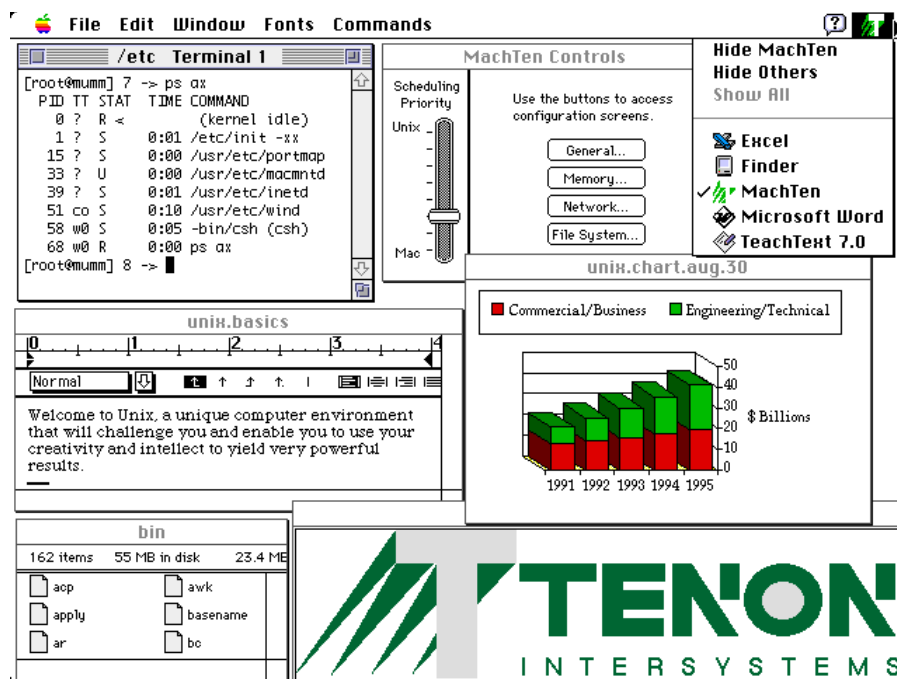 File Edit Window Fonts Commands
/etc Terminal 1
[root@mumm] 7 -> ps ax
PID TT STAT TIME COMMAND
0 ? R < (kernel idle)
1 ? S 0:01 /etc/init -xx
15 ? S 0:00 /usr/etc/portmap
33 ? U 0:00 /usr/etc/macmntd
39 ? S 0:01 /usr/etc/inetd
51 co S 0:10 /usr/etc/wind
58 w0 S 0:05 -bin/csh (csh)
68 w0 R 0:00 ps ax
[root@mumm] 8 ->
MachTen Controls
Scheduling
Priority
Unix
Mac
Use the buttons to access
configuration screens.
General...
Memory...
Network...
File System...
Hide MachTen
Hide Others
Show All
Excel
Finder
✓ MachTen
Microsoft Word
TeachText 7.0
unix.basics
0 1 2 3 4
Normal
Welcome to Unix, a unique computer environment
that will challenge you and enable you to use your
creativity and intellect to yield very powerful
results.
unix.chart.aug.30
Commercial/Business Engineering/Technical
50
40
30
20
10
0
$ Billions
1991 1992 1993 1994 1995
bin
162 items 55 MB in disk 23.4 MB
acp awk
apply basename
ar bc
TENON
INTERSYSTEMS